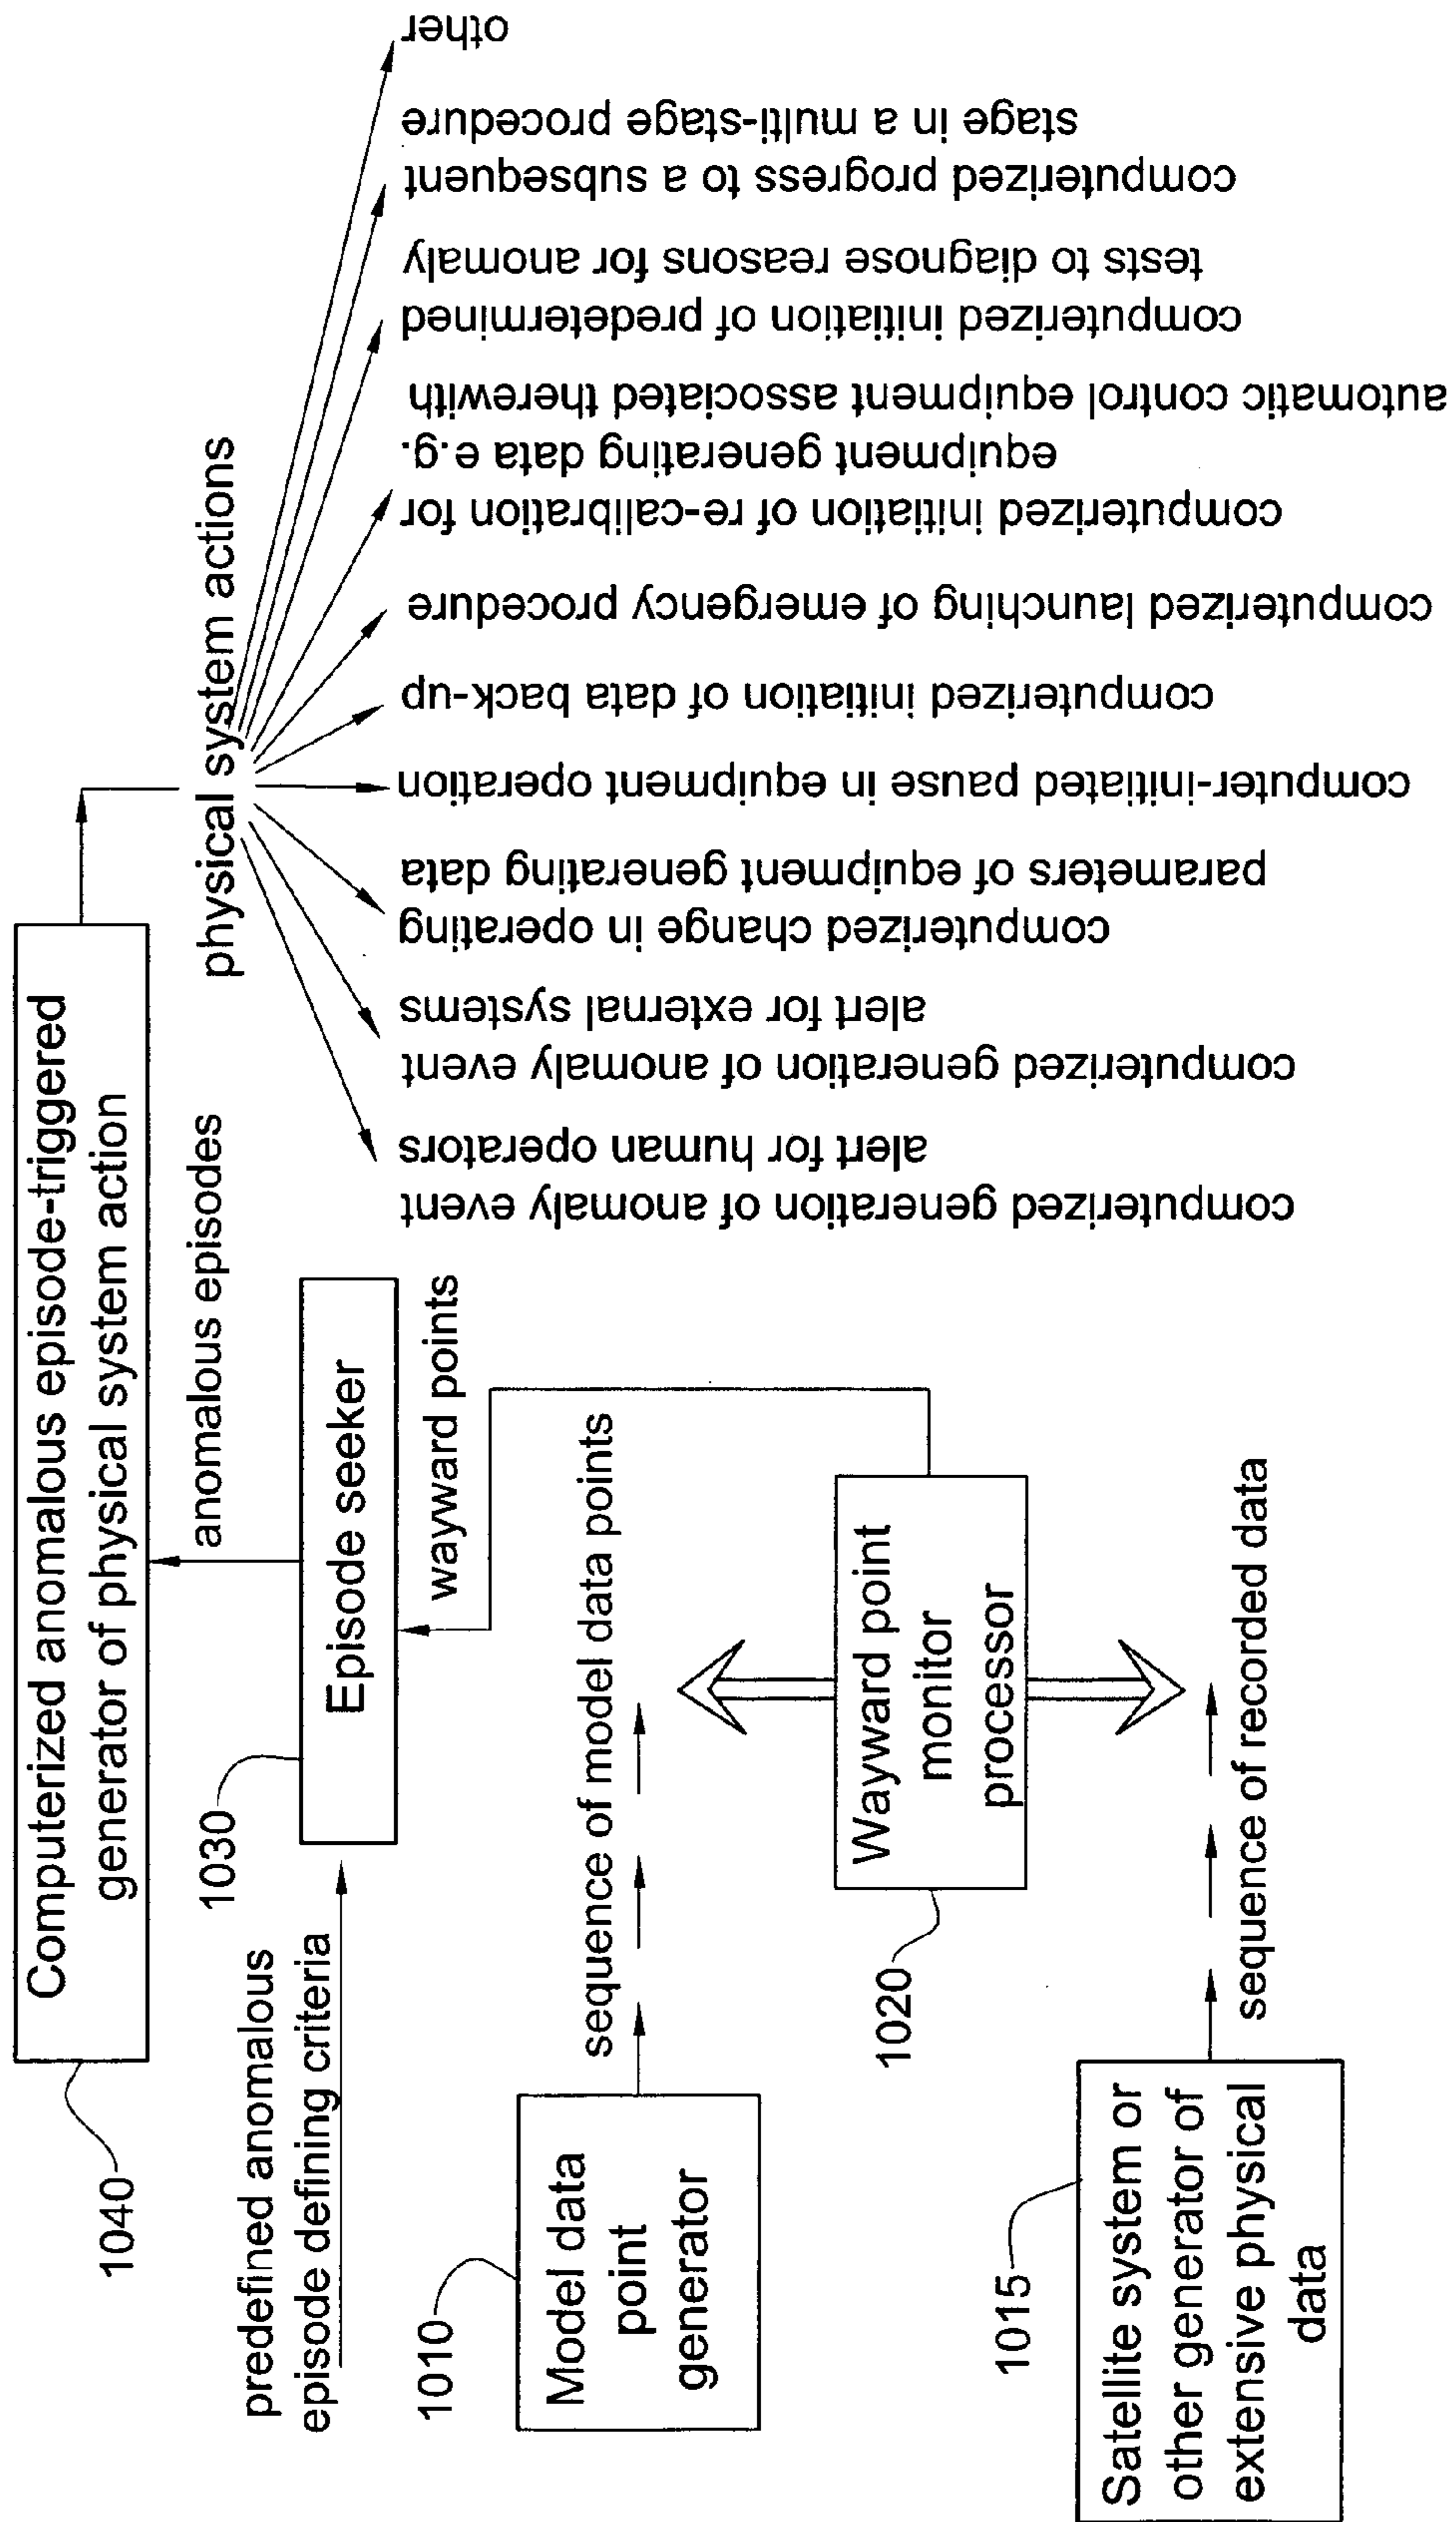 Computerized anomalous episode-triggered
generator of physical system action
1040
anomalous episodes
physical system actions
predefined anomalous
episode defining criteria
1030
Episode seeker
wayward points
1010
Model data
point
generator
sequence of model data points
1020
Wayward point
monitor
processor
1015
Satellite system or
other generator of
extensive physical
data
sequence of recorded data
computerized generation of anomaly event
alert for human operators
computerized generation of anomaly event
alert for external systems
computerized change in operating
parameters of equipment generating data
computer-initiated pause in equipment operation
computerized initiation of data back-up
computerized launching of emergency procedure
computerized initiation of re-calibration for
equipment generating data e.g.
automatic control equipment associated therewith
computerized initiation of predetermined
tests to diagnose reasons for anomaly
computerized progress to a subsequent
stage in a multi-stage procedure
other